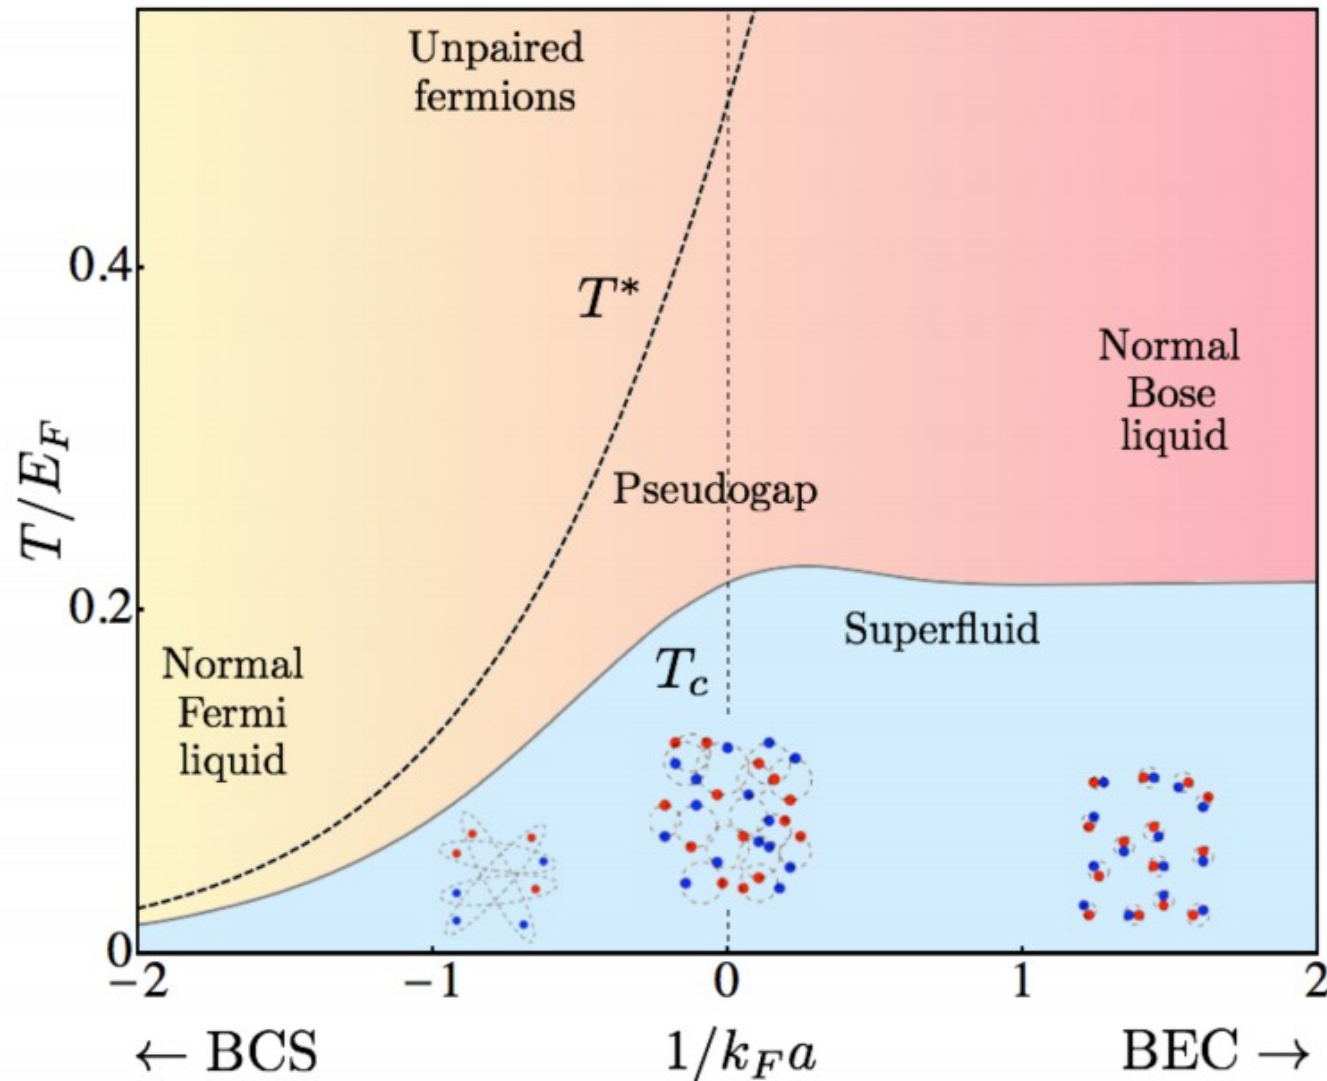 Unpaired
fermions
0.4
T*
Normal
Bose
liquid
T/E_F
Pseudogap
0.2
Superfluid
Normal
Fermi
liquid
T_c
0
−2
−1
0
1
2
← BCS
1/k_F a
BEC →